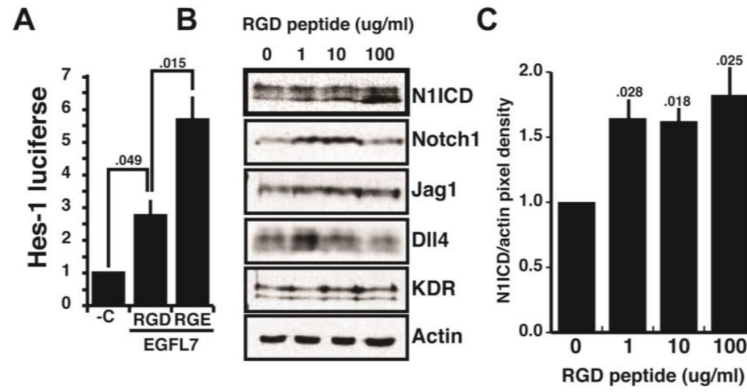 A
Hes-1 luciferse
7
6
5
4
3
2
1
0
.049
.015
-C RGD RGE
EGFL7
B
RGD peptide (ug/ml)
0 1 10 100
N1ICD
Notch1
Jag1
Dll4
KDR
Actin
C
N1ICD/actin pixel density
2.0
1.5
1.0
0.5
0.0
.028
.018
.025
0 1 10 100
RGD peptide (ug/ml)